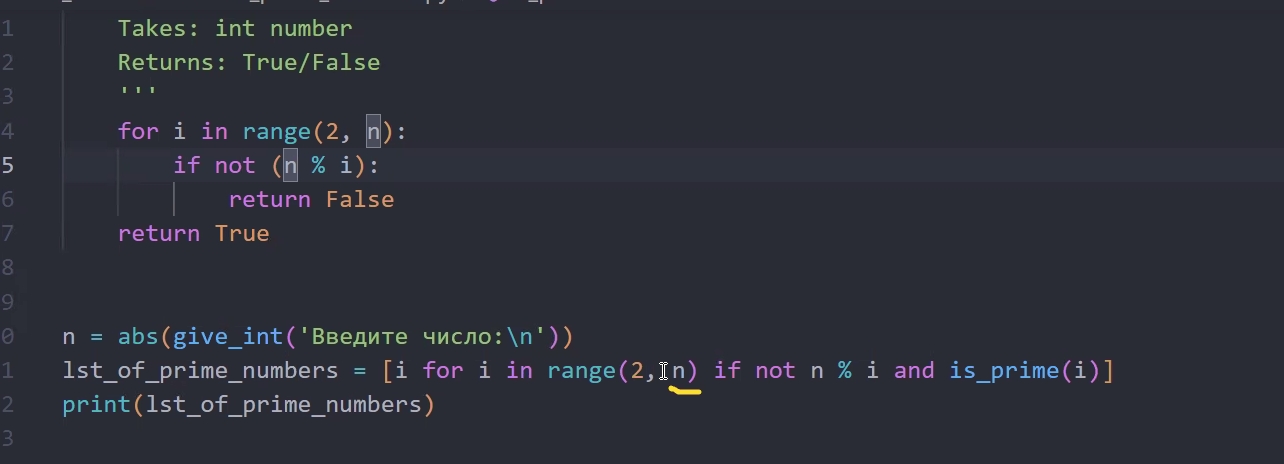 1 Takes: int number
2 Returns: True/False
3 '''
4 for i in range(2, n):
5 if not (n % i):
6 return False
7 return True
8
9
0 n = abs(give_int('Введите число:\n'))
1 lst_of_prime_numbers = [i for i in range(2, n) if not n % i and is_prime(i)]
2 print(lst_of_prime_numbers)
3